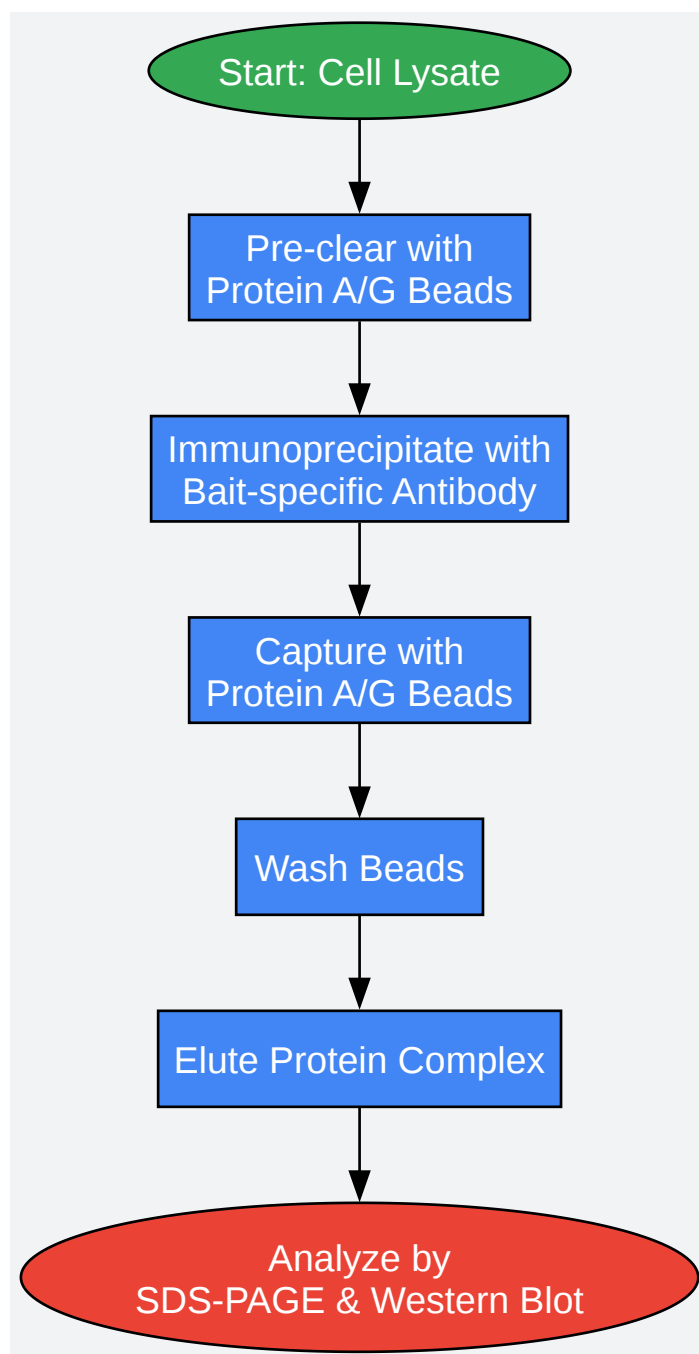 Start: Cell Lysate
Pre-clear with
Protein A/G Beads
Immunoprecipitate with
Bait-specific Antibody
Capture with
Protein A/G Beads
Wash Beads
Elute Protein Complex
Analyze by
SDS-PAGE & Western Blot